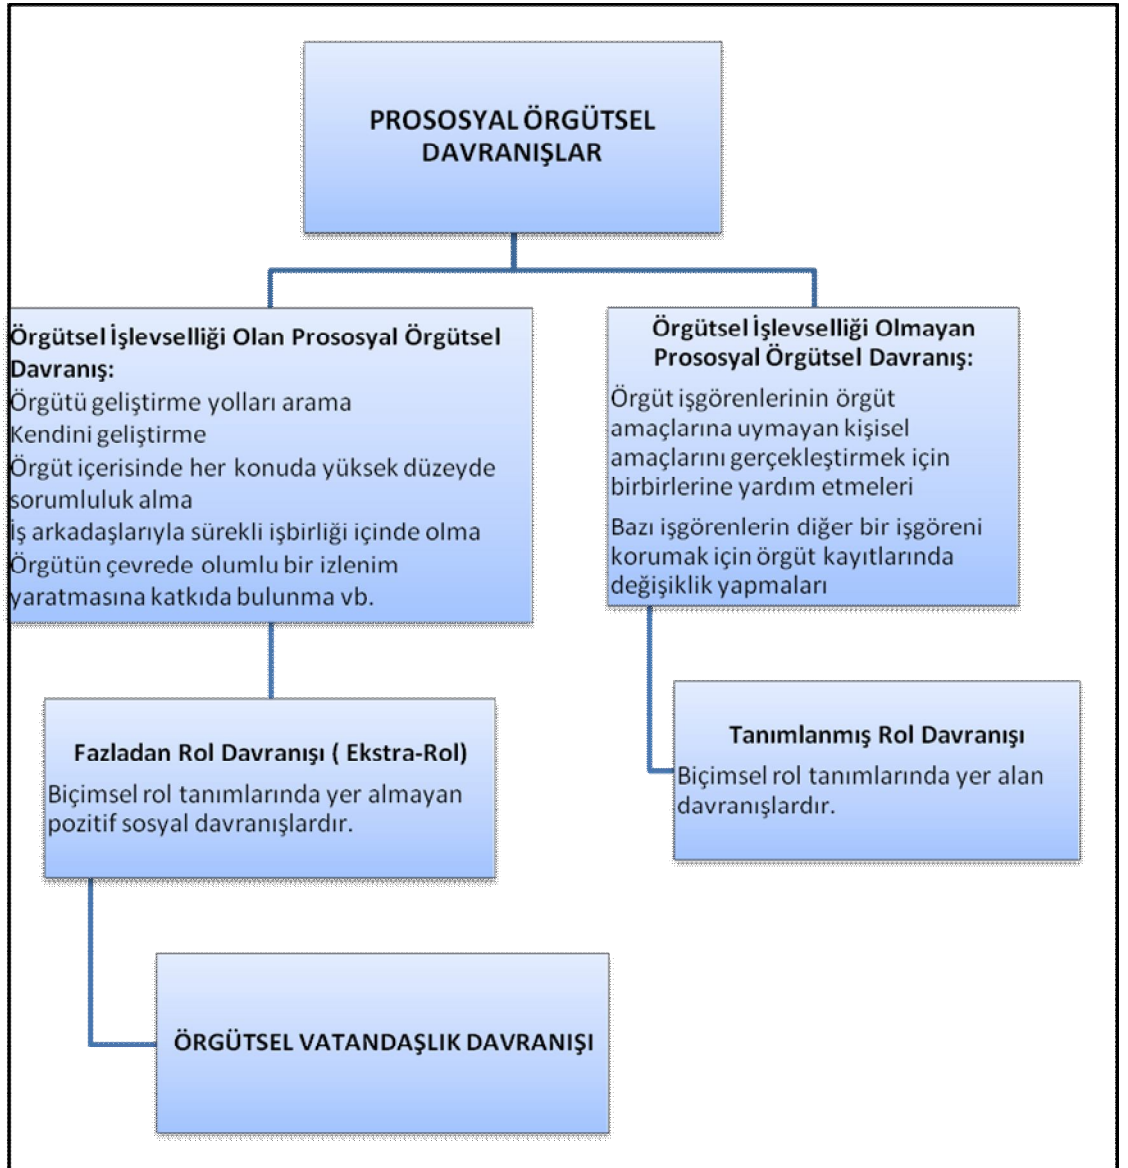 PROSOSYAL ÖRGÜTSEL
DAVRANIŞLAR
Örgütsel İşlevselliği Olan Prososyal Örgütsel
Davranış:
Örgütü geliştirme yolları arama
Kendini geliştirme
Örgüt içerisinde her konuda yüksek düzeyde
sorumluluk alma
İş arkadaşlarıyla sürekli işbirliği içinde olma
Örgütün çevrede olumlu bir izlenim
yaratmasına katkıda bulunma vb.
Örgütsel İşlevselliği Olmayan
Prososyal Örgütsel Davranış:
Örgüt işgörenlerinin örgüt
amaçlarına uymayan kişisel
amaçlarını gerçekleştirmek için
birbirlerine yardım etmeleri
Bazı işgörenlerin diğer bir işgöreni
korumak için örgüt kayıtlarında
değişiklik yapmaları
Fazladan Rol Davranışı ( Ekstra-Rol)
Biçimsel rol tanımlarında yer almayan
pozitif sosyal davranışlardır.
Tanımlanmış Rol Davranışı
Biçimsel rol tanımlarında yer alan
davranışlardır.
ÖRGÜTSEL VATANDAŞLIK DAVRANIŞI